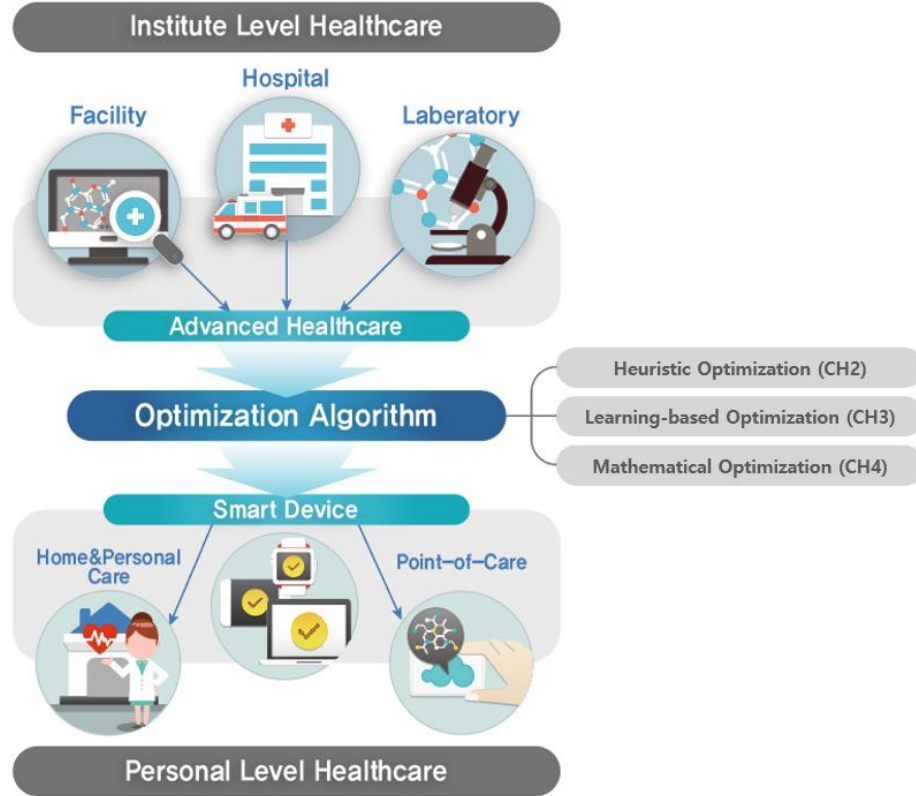 Institute Level Healthcare
Hospital
Facility
Laberatory
Advanced Healthcare
Optimization Algorithm
Heuristic Optimization (CH2)
Learning-based Optimization (CH3)
Mathematical Optimization (CH4)
Smart Device
Home&Personal
Care
Point-of-Care
Personal Level Healthcare